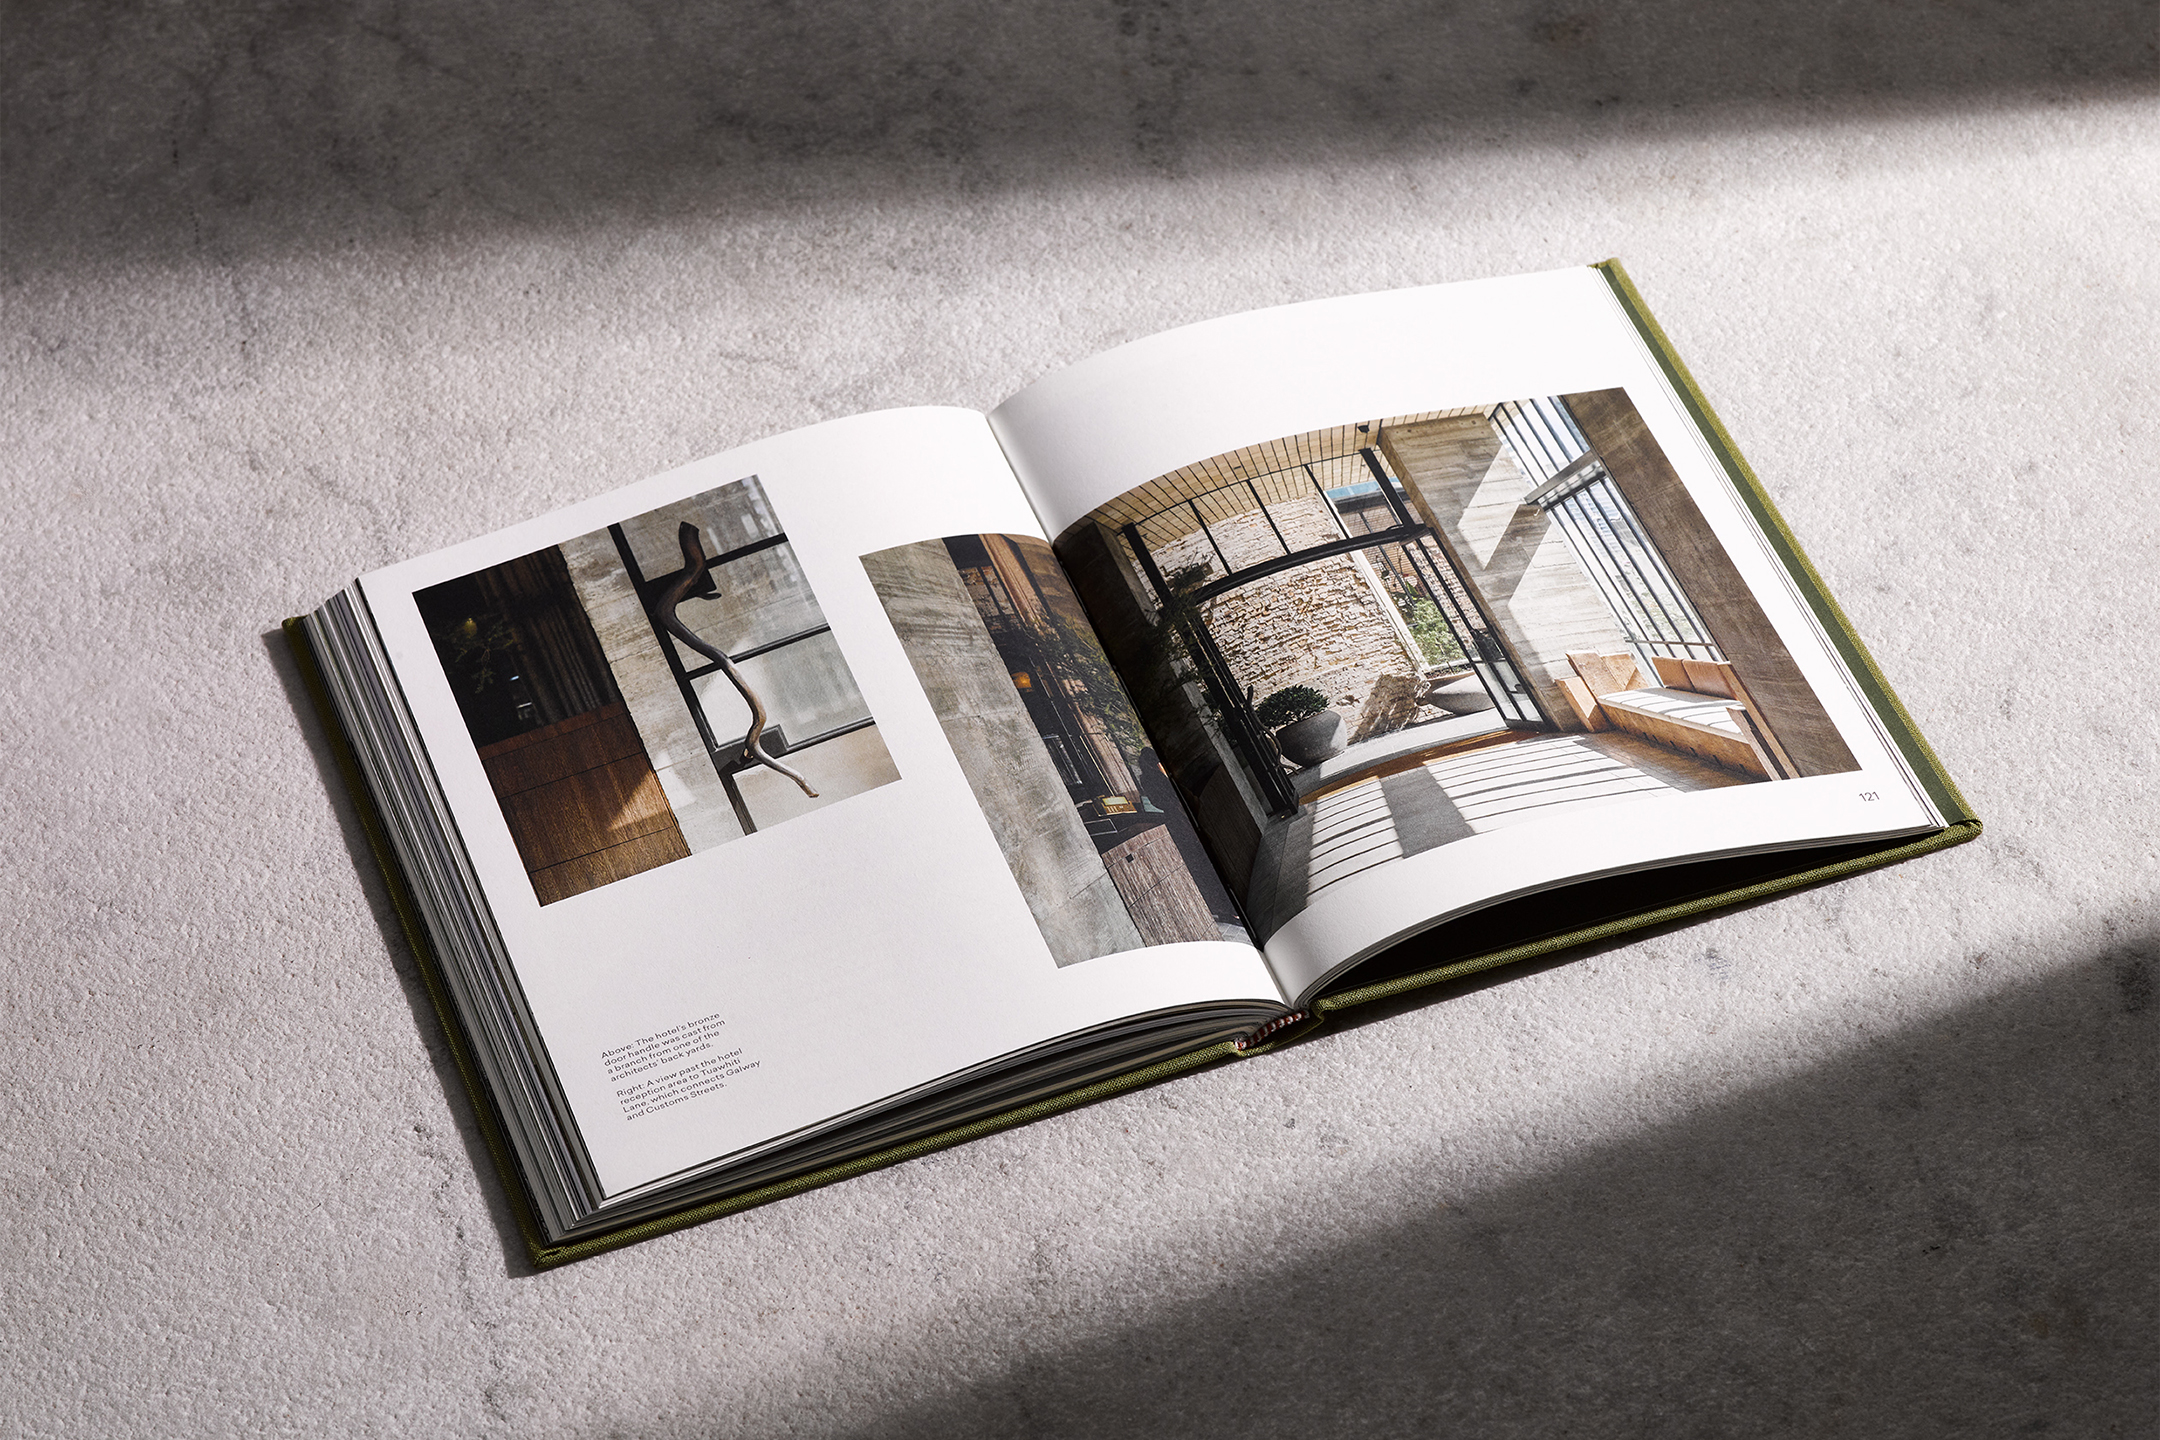 Above: The hotel's bronze
door handle was cast from
a branch from one of the
architects' back yards.
Right: A view past the hotel
reception area to Tuawhiti
Lane, which connects Galway
and Customs Streets.
121